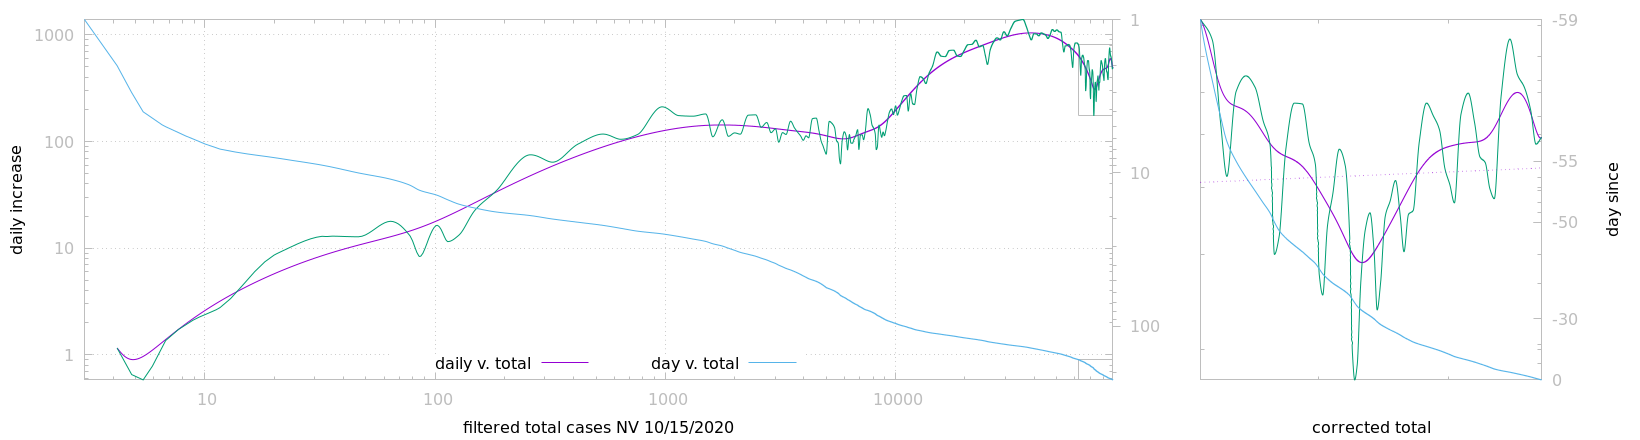 1000
100
10
1
daily increase
10
100
1000
10000
filtered total cases NV 10/15/2020
daily v. total
day v. total
1
10
100
-59
-55
-50
-30
0
day since
corrected total